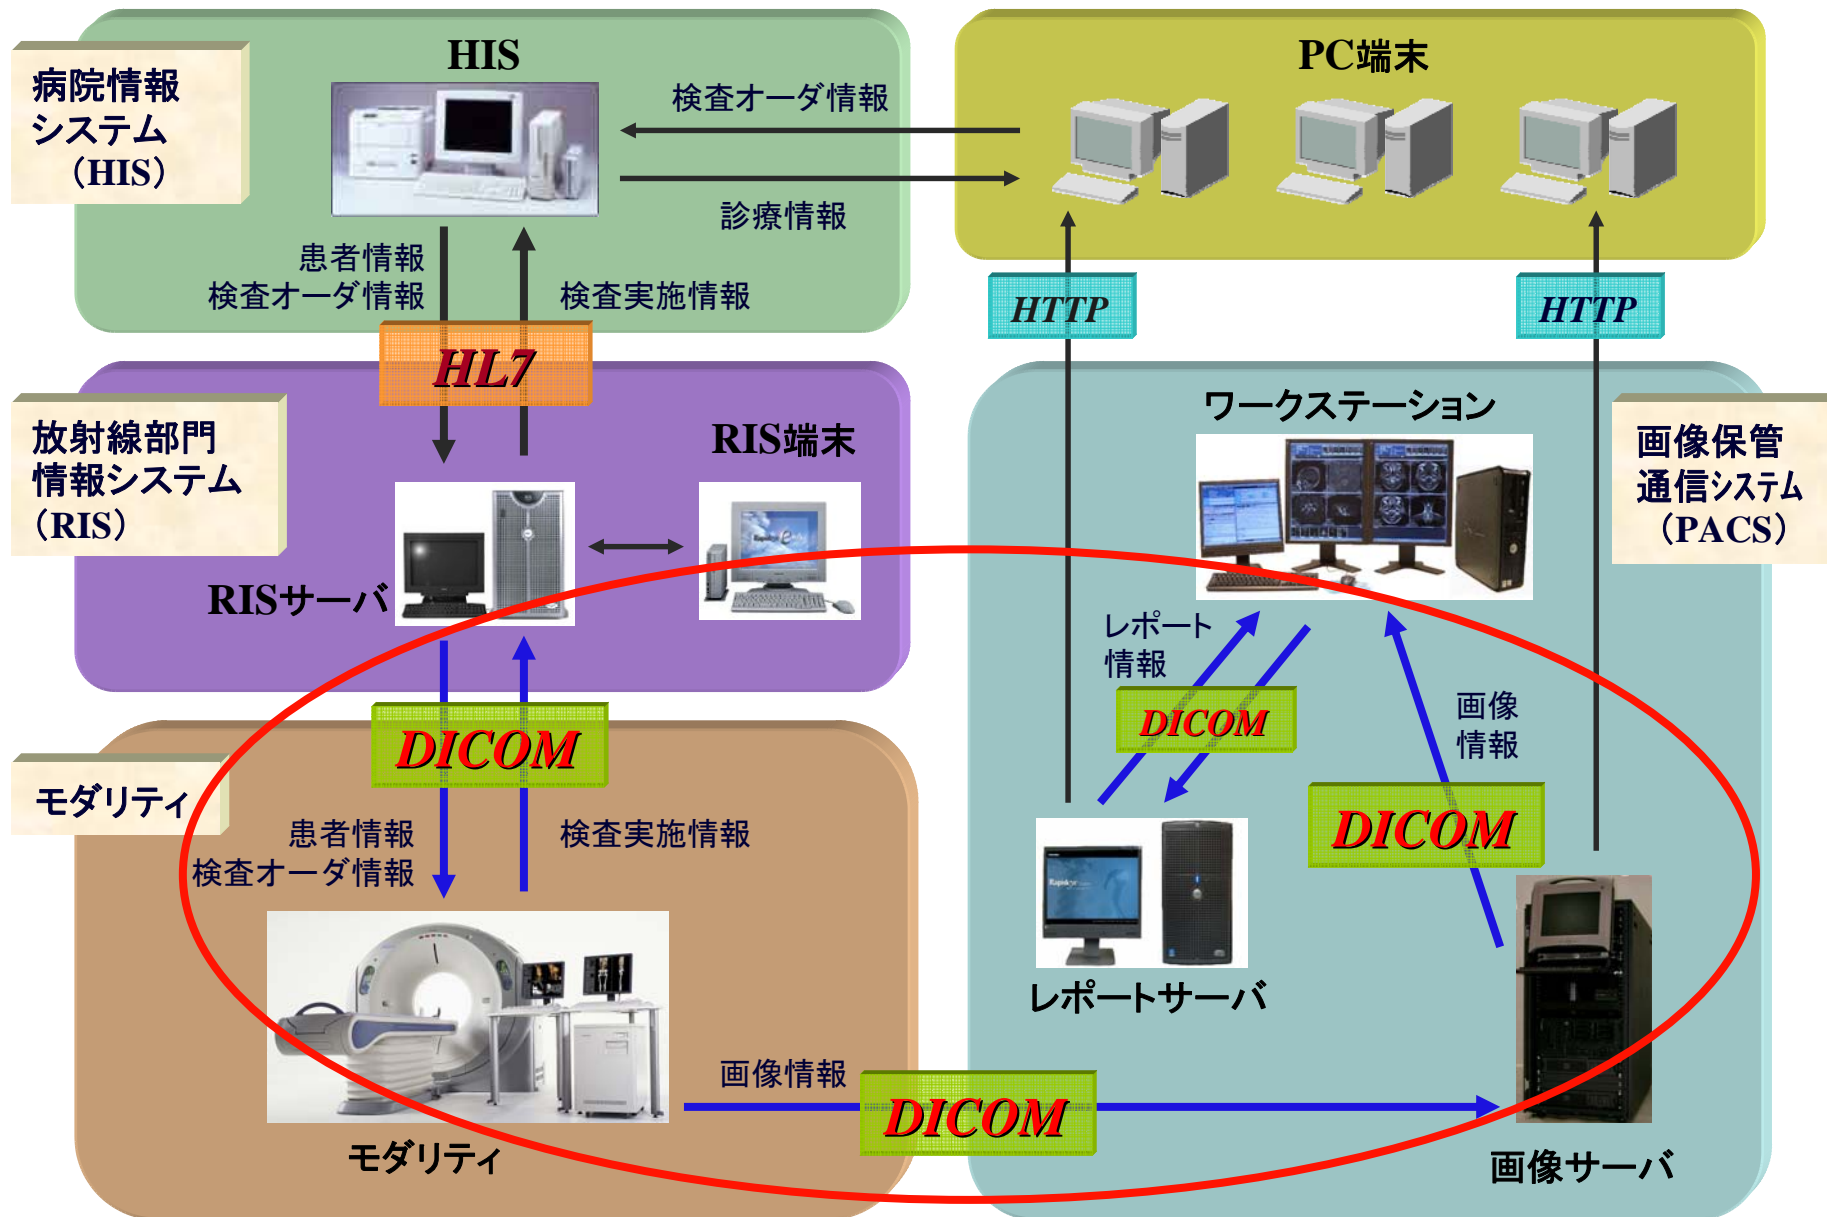 病院情報
システム
（HIS）
HIS
検査オーダ情報
診療情報
PC端末
患者情報
検査オーダ情報
検査実施情報
HL7
HTTP
HTTP
放射線部門
情報システム
（RIS）
RIS端末
RISサーバ
ワークステーション
画像保管
通信システム
（PACS）
レポート
情報
DICOM
画像
情報
DICOM
DICOM
モダリティ
患者情報
検査オーダ情報
検査実施情報
レポートサーバ
画像情報
DICOM
モダリティ
画像サーバ